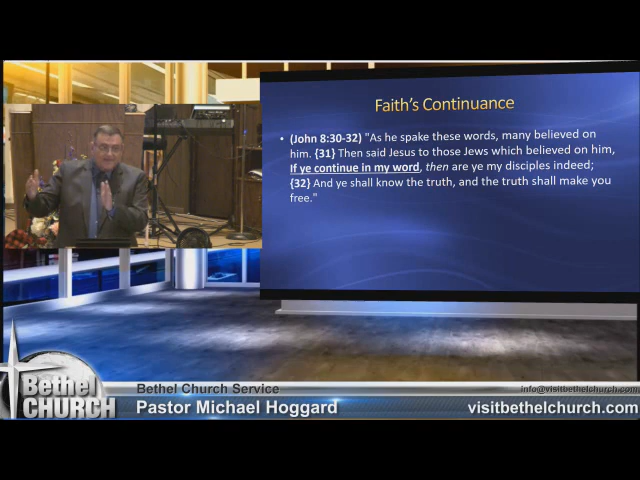 Faith's Continuance
• (John 8:30-32) "As he spake these words, many believed on
him. {31} Then said Jesus to those Jews which believed on him,
If ye continue in my word, then are ye my disciples indeed;
{32} And ye shall know the truth, and the truth shall make you
free."
Bethel
CHURCH
Bethel Church Service
info@visitbethelchurch.com
Pastor Michael Hoggard
visitbethelchurch.com